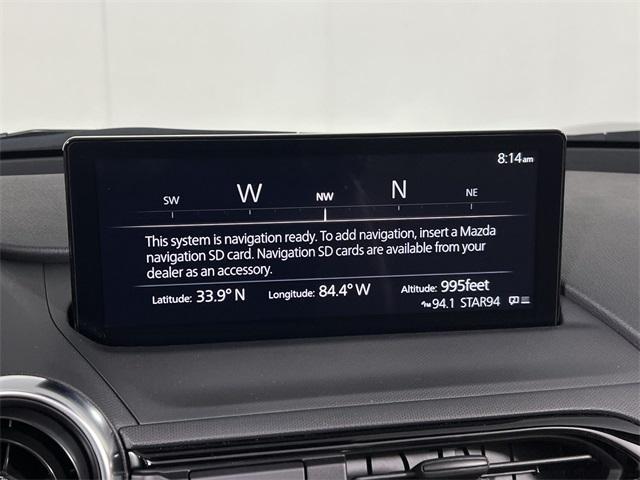 8:14am
SW W NW N NE
This system is navigation ready. To add navigation, insert a Mazda
navigation SD card. Navigation SD cards are available from your
dealer as an accessory.
Latitude: 33.9° N Longitude: 84.4° W Altitude: 995feet
FM 94.1 STAR94